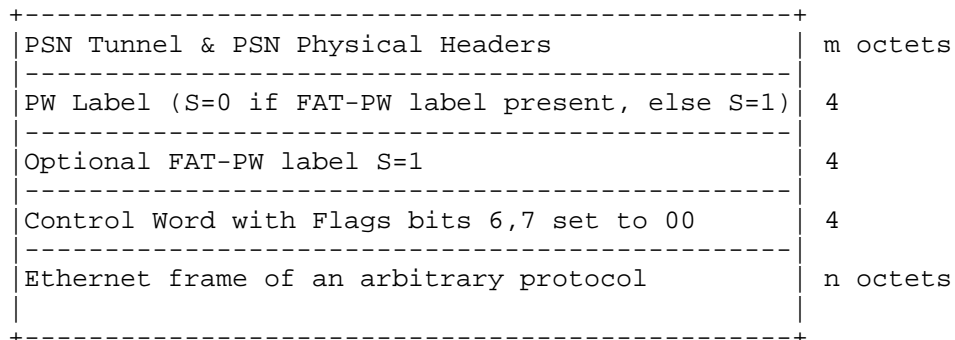 +-----------------------------------------------+
|PSN Tunnel & PSN Physical Headers              | m octets
|-----------------------------------------------|
|PW Label (S=0 if FAT-PW label present, else S=1)| 4
|-----------------------------------------------|
|Optional FAT-PW label S=1                      | 4
|-----------------------------------------------|
|Control Word with Flags bits 6,7 set to 00     | 4
|-----------------------------------------------|
|Ethernet frame of an arbitrary protocol        | n octets
|                                               |
+-----------------------------------------------+